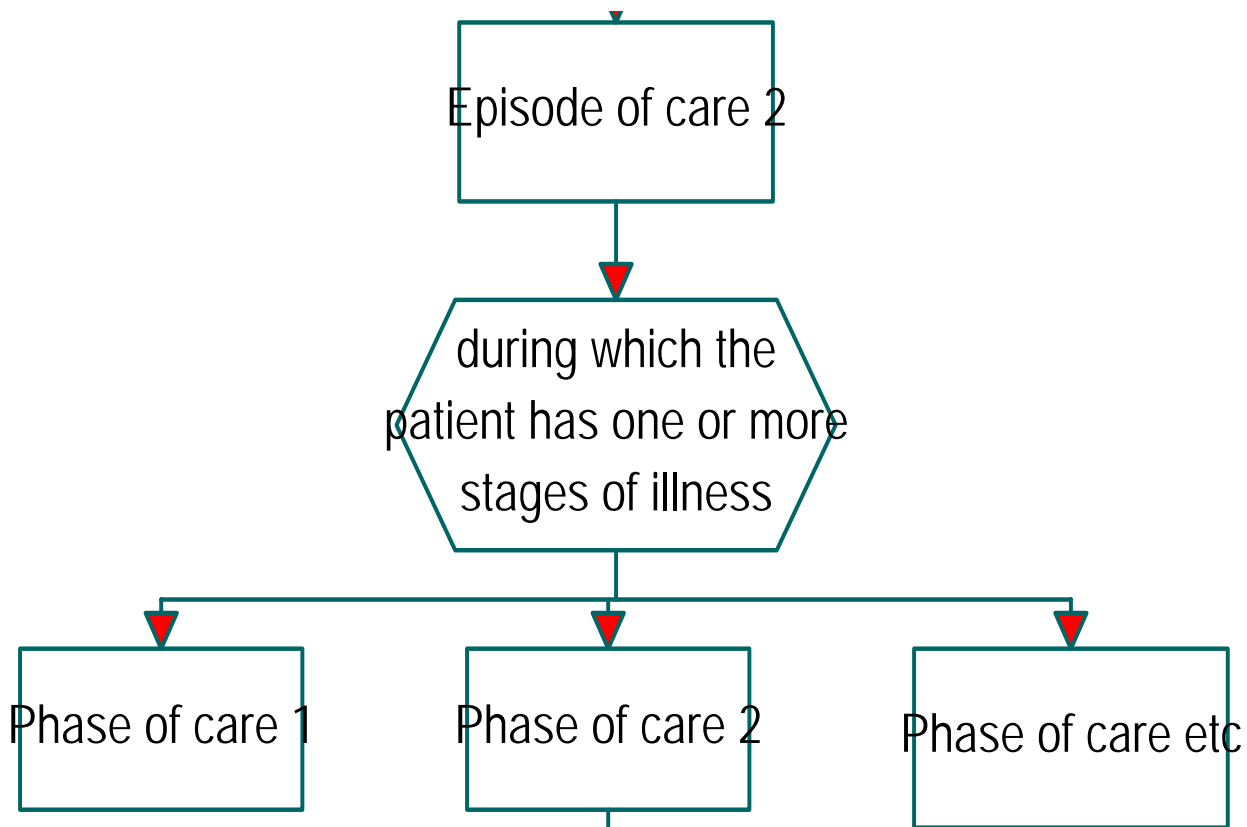 Episode of care 2
during which the
patient has one or more
stages of illness
Phase of care 1
Phase of care 2
Phase of care etc